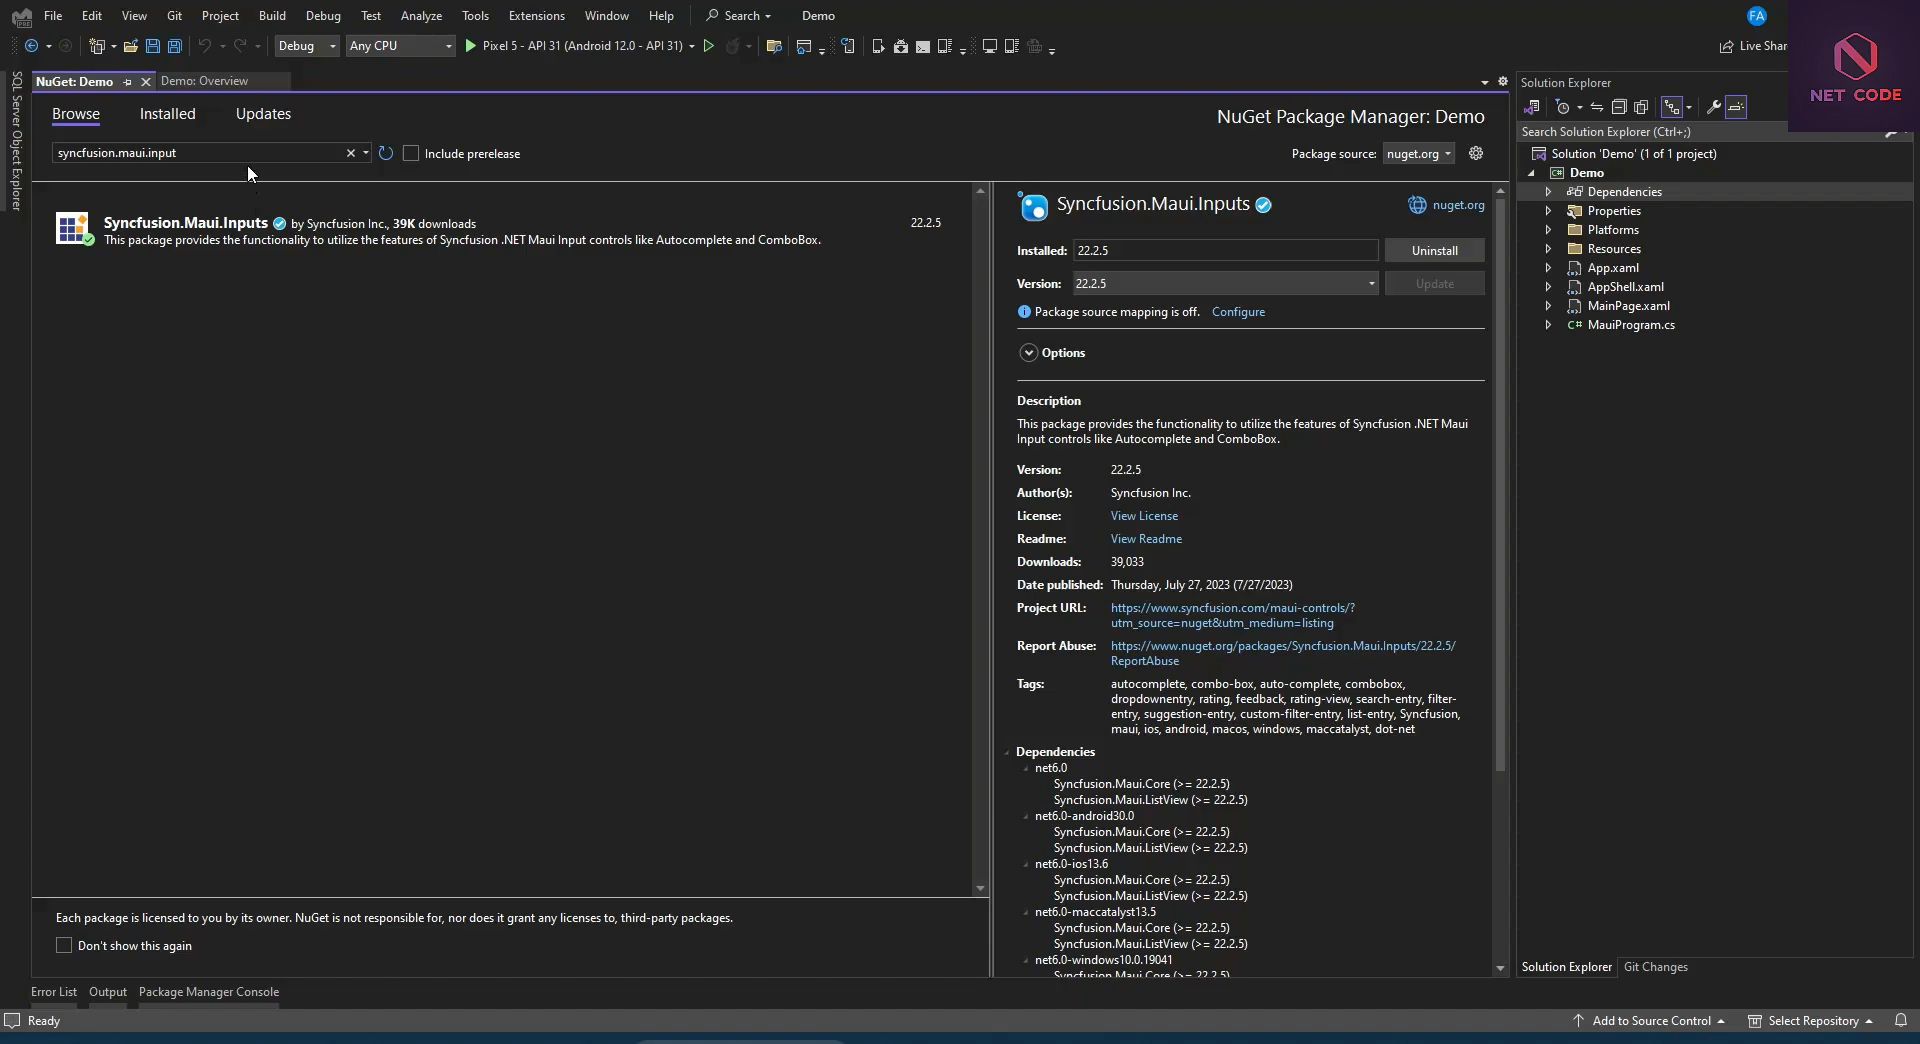 File Edit View Git Project Build Debug Test Analyze Tools Extensions Window Help Search Demo FA
Debug Any CPU Pixel 5 - API 31 (Android 12.0 - API 31) Live Shar
NET CODE
SQL Server Object Explorer
NuGet: Demo Demo: Overview
Browse Installed Updates
NuGet Package Manager: Demo
syncfusion.maui.input Include prerelease
Package source: nuget.org
Syncfusion.Maui.Inputs by Syncfusion Inc., 39K downloads 22.2.5
This package provides the functionality to utilize the features of Syncfusion .NET Maui Input controls like Autocomplete and ComboBox.
Each package is licensed to you by its owner. NuGet is not responsible for, nor does it grant any licenses to, third-party packages.
Don't show this again
Syncfusion.Maui.Inputs nuget.org
Installed: 22.2.5 Uninstall
Version: 22.2.5 Update
Package source mapping is off. Configure
Options
Description
This package provides the functionality to utilize the features of Syncfusion .NET Maui
Input controls like Autocomplete and ComboBox.
Version: 22.2.5
Author(s): Syncfusion Inc.
License: View License
Readme: View Readme
Downloads: 39,033
Date published: Thursday, July 27, 2023 (7/27/2023)
Project URL: https://www.syncfusion.com/maui-controls/?
utm_source=nuget&utm_medium=listing
Report Abuse: https://www.nuget.org/packages/Syncfusion.Maui.Inputs/22.2.5/
ReportAbuse
Tags: autocomplete, combo-box, auto-complete, combobox,
dropdownentry, rating, feedback, rating-view, search-entry, filter-
entry, suggestion-entry, custom-filter-entry, list-entry, Syncfusion,
maui, ios, android, macos, windows, maccatalyst, dot-net
Dependencies
net6.0
Syncfusion.Maui.Core (>= 22.2.5)
Syncfusion.Maui.ListView (>= 22.2.5)
net6.0-android30.0
Syncfusion.Maui.Core (>= 22.2.5)
Syncfusion.Maui.ListView (>= 22.2.5)
net6.0-ios13.6
Syncfusion.Maui.Core (>= 22.2.5)
Syncfusion.Maui.ListView (>= 22.2.5)
net6.0-maccatalyst13.5
Syncfusion.Maui.Core (>= 22.2.5)
Syncfusion.Maui.ListView (>= 22.2.5)
net6.0-windows10.0.19041
Syncfusion.Maui.Core (>= 22.2.5)
Solution Explorer
Search Solution Explorer (Ctrl+;)
Solution 'Demo' (1 of 1 project)
Demo
Dependencies
Properties
Platforms
Resources
App.xaml
AppShell.xaml
MainPage.xaml
MauiProgram.cs
Solution Explorer Git Changes
Error List Output Package Manager Console
Ready Add to Source Control Select Repository